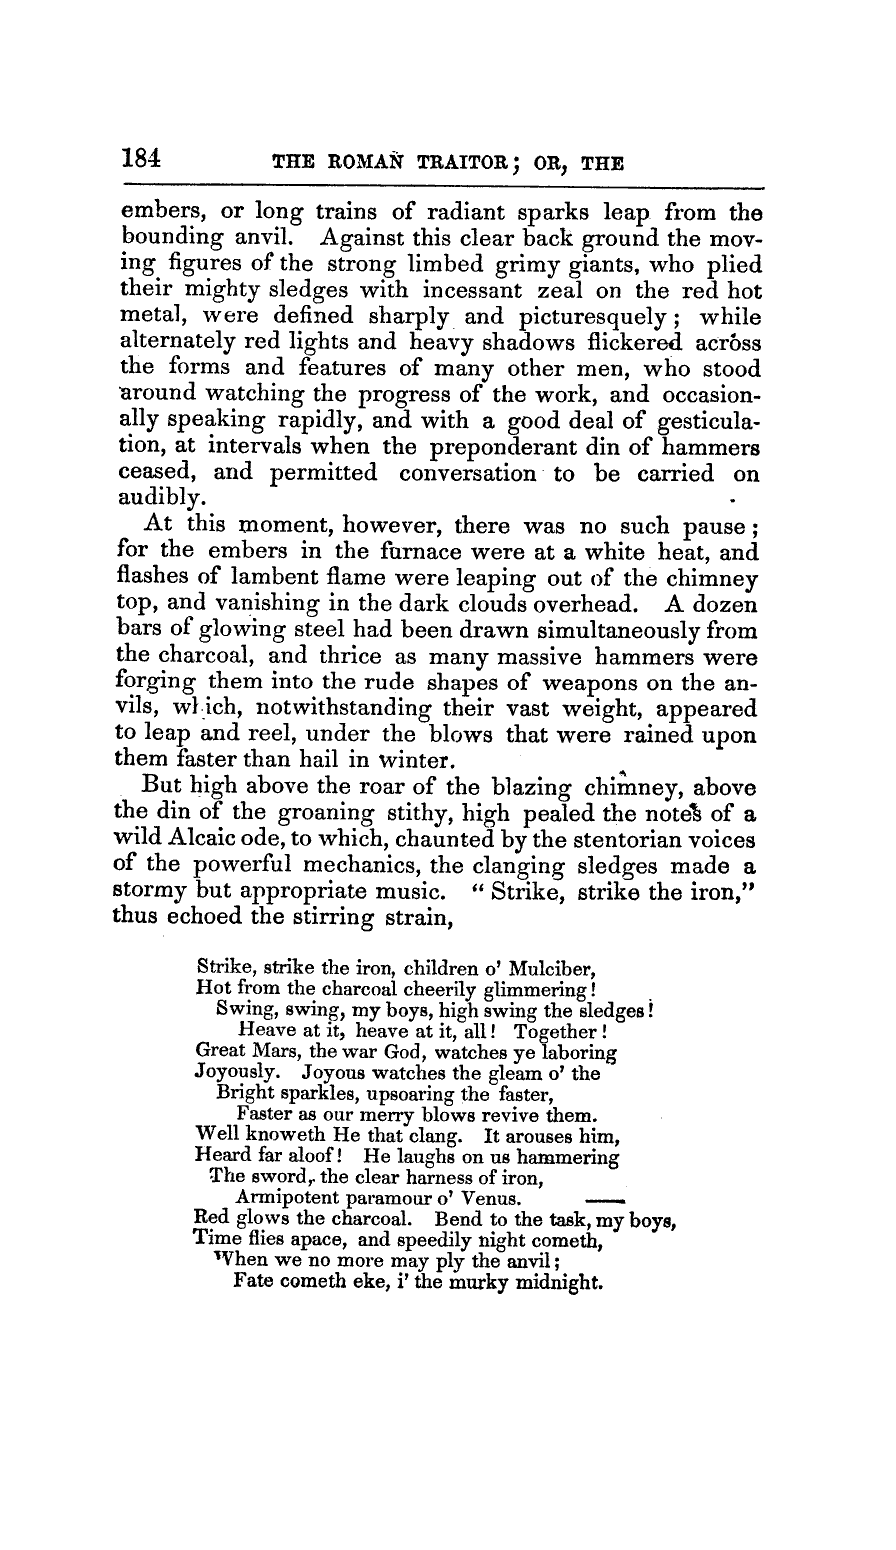 184 THE ROMAN TRAITOR; OR, THE
embers, or long trains of radiant sparks leap from the
bounding anvil. Against this clear back ground the mov-
ing figures of the strong limbed grimy giants, who plied
their mighty sledges with incessant zeal on the red hot
metal, were defined sharply and picturesquely; while
alternately red lights and heavy shadows flickered across
the forms and features of many other men, who stood
around watching the progress of the work, and occasion-
ally speaking rapidly, and with a good deal of gesticula-
tion, at intervals when the preponderant din of hammers
ceased, and permitted conversation to be carried on
audibly.
At this moment, however, there was no such pause;
for the embers in the furnace were at a white heat, and
flashes of lambent flame were leaping out of the chimney
top, and vanishing in the dark clouds overhead. A dozen
bars of glowing steel had been drawn simultaneously from
the charcoal, and thrice as many massive hammers were
forging them into the rude shapes of weapons on the an-
vils, which, notwithstanding their vast weight, appeared
to leap and reel, under the blows that were rained upon
them faster than hail in winter.
But high above the roar of the blazing chimney, above
the din of the groaning stithy, high pealed the notes of a
wild Alcaic ode, to which, chaunted by the stentorian voices
of the powerful mechanics, the clanging sledges made a
stormy but appropriate music. "Strike, strike the iron,"
thus echoed the stirring strain,
Strike, strike the iron, children o' Mulciber,
Hot from the charcoal cheerily glimmering!
Swing, swing, my boys, high swing the sledges!
Heave at it, heave at it, all! Together!
Great Mars, the war God, watches ye laboring
Joyously. Joyous watches the gleam o' the
Bright sparkles, upsoaring the faster,
Faster as our merry blows revive them.
Well knoweth He that clang. It arouses him,
Heard far aloof! He laughs on us hammering
The sword, the clear harness of iron,
Armipotent paramour o' Venus.
Red glows the charcoal. Bend to the task, my boys,
Time flies apace, and speedily night cometh,
When we no more may ply the anvil;
Fate cometh eke, i' the murky midnight.